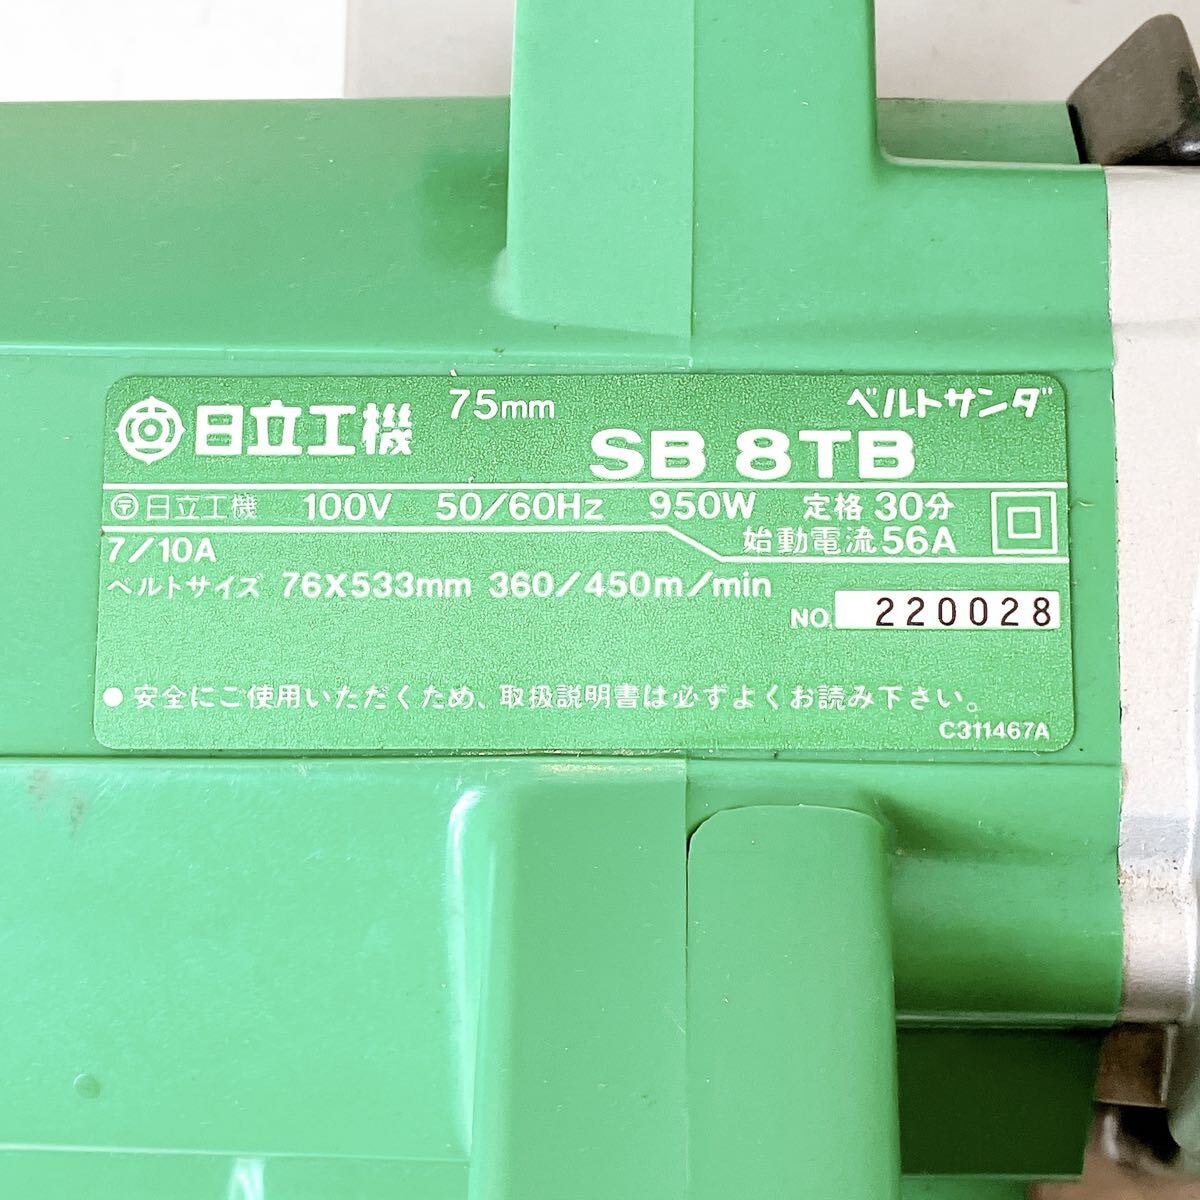 日立工機 75mm ベルトサンダ
SB 8TB
〒日立工機 100V 50/60Hz 950W 定格 30分
7/10A 始動電流 56A
ベルトサイズ 76X533mm 360/450m/min
NO. 220028
● 安全にご使用いただくため、取扱説明書は必ずよくお読み下さい。
C311467A